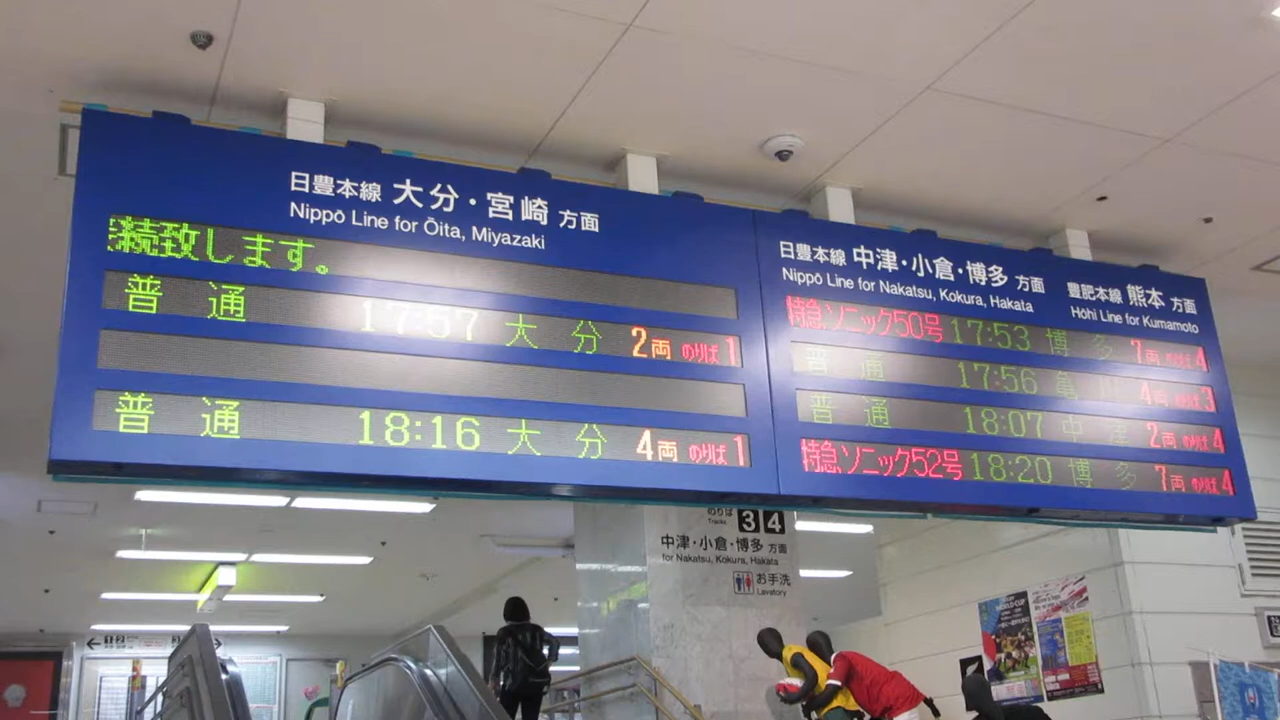 日豊本線 大分・宮崎 方面
Nippō Line for Ōita, Miyazaki
続致します。
普通 17:57 大分 2両 のりば1
普通 18:16 大分 4両 のりば1
日豊本線 中津・小倉・博多 方面
Nippō Line for Nakatsu, Kokura, Hakata
豊肥本線 熊本 方面
Hōhi Line for Kumamoto
特急ソニック50号 17:53 博多 7両 のりば4
普通 17:56 亀川 4両 のりば3
普通 18:07 中津 2両 のりば4
特急ソニック52号 18:20 博多 7両 のりば4
のりば 3 4
Tracks
中津・小倉・博多 方面
for Nakatsu, Kokura, Hakata
お手洗
Lavatory
WORLD CUP